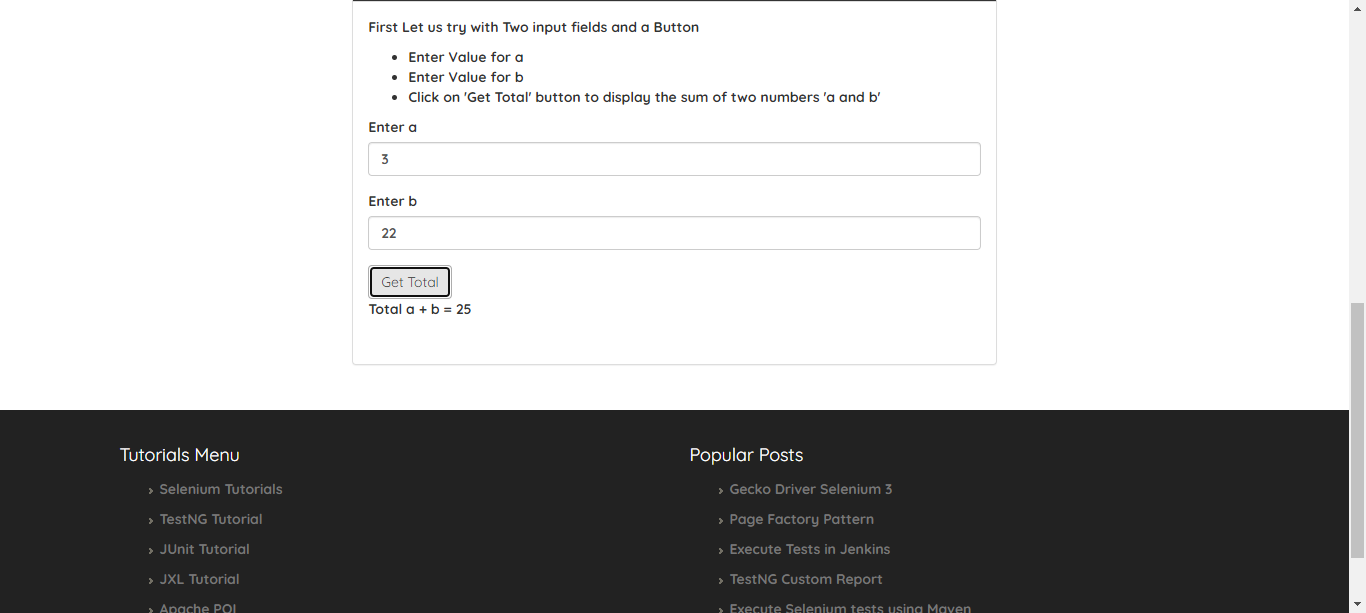 First Let us try with Two input fields and a Button
Enter Value for a
Enter Value for b
Click on 'Get Total' button to display the sum of two numbers 'a and b'
Enter a
3
Enter b
22
Get Total
Total a + b = 25
Tutorials Menu
Selenium Tutorials
TestNG Tutorial
JUnit Tutorial
JXL Tutorial
Apache POI
Popular Posts
Gecko Driver Selenium 3
Page Factory Pattern
Execute Tests in Jenkins
TestNG Custom Report
Execute Selenium tests using Maven